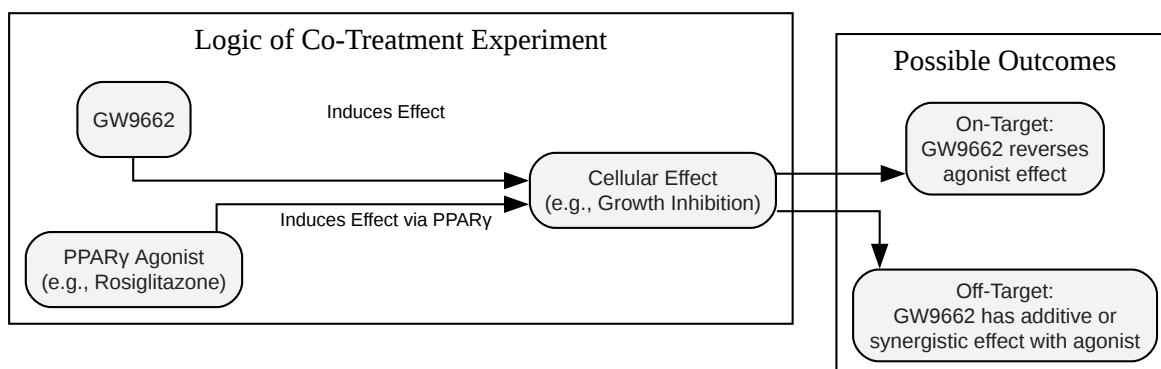 Logic of Co-Treatment Experiment
GW9662
Induces Effect
PPARγ Agonist
(e.g., Rosiglitazone)
Induces Effect via PPARγ
Cellular Effect
(e.g., Growth Inhibition)
Possible Outcomes
On-Target:
GW9662 reverses
agonist effect
Off-Target:
GW9662 has additive or
synergistic effect with agonist